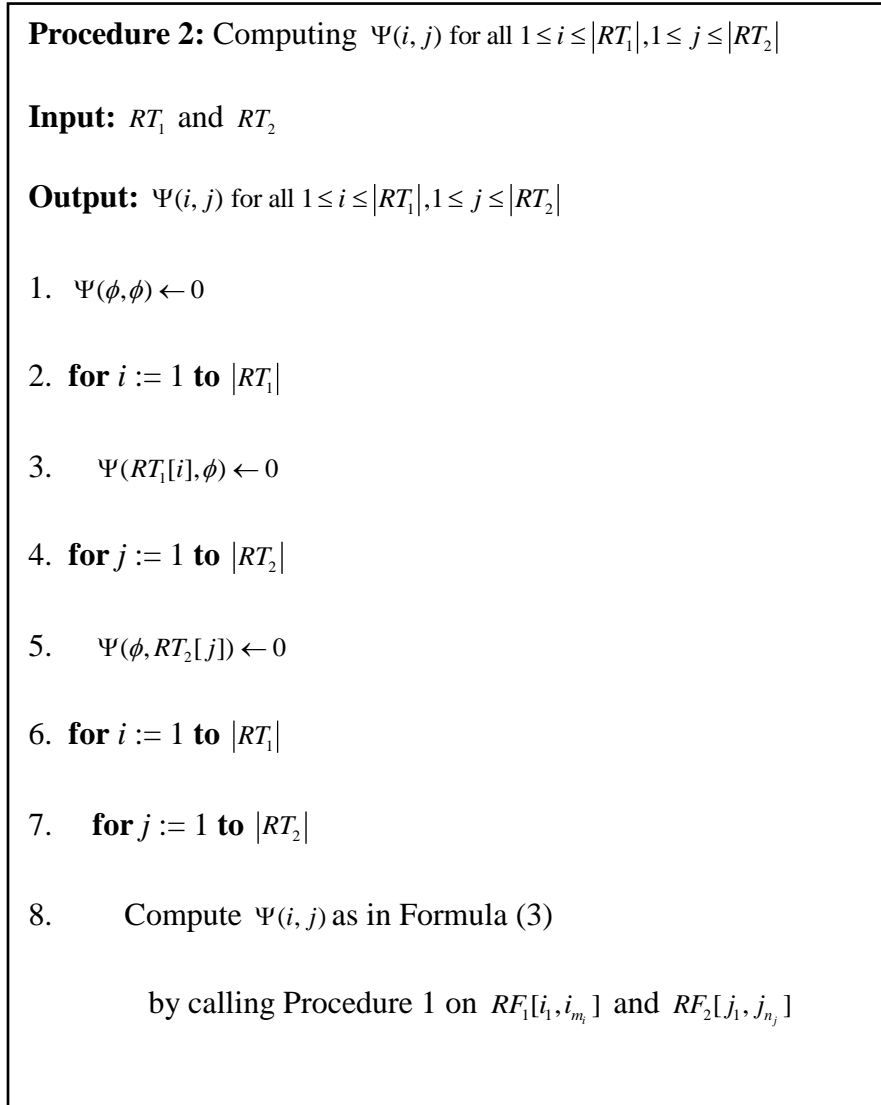 Procedure 2: Computing Ψ(i, j) for all 1 ≤ i ≤ |RT₁|, 1 ≤ j ≤ |RT₂|
Input: RT₁ and RT₂
Output: Ψ(i, j) for all 1 ≤ i ≤ |RT₁|, 1 ≤ j ≤ |RT₂|
1. Ψ(ϕ,ϕ) ← 0
2. for i := 1 to |RT₁|
3. Ψ(RT₁[i],ϕ) ← 0
4. for j := 1 to |RT₂|
5. Ψ(ϕ, RT₂[j]) ← 0
6. for i := 1 to |RT₁|
7. for j := 1 to |RT₂|
8. Compute Ψ(i, j) as in Formula (3)
by calling Procedure 1 on RF₁[i₁, i_{m_i}] and RF₂[j₁, j_{n_j}]